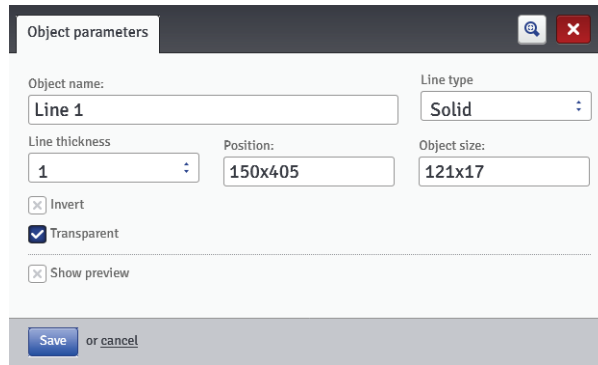 Object parameters
Object name:
Line type
Line 1
Solid
Line thickness
Position:
Object size:
1
150x405
121x17
Invert
Transparent
Show preview
Save or cancel